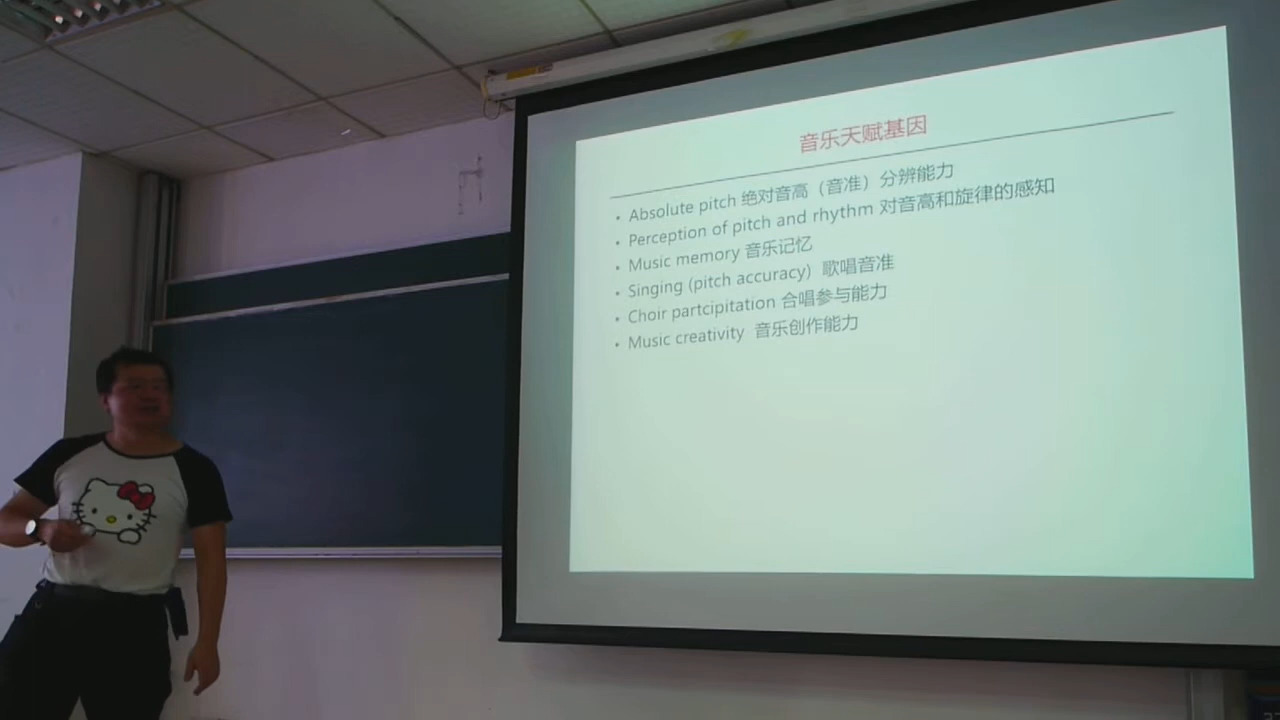 音乐天赋基因
• Absolute pitch 绝对音高（音准）分辨能力
• Perception of pitch and rhythm 对音高和旋律的感知
• Music memory 音乐记忆
• Singing (pitch accuracy) 歌唱音准
• Choir partcipitation 合唱参与能力
• Music creativity 音乐创作能力